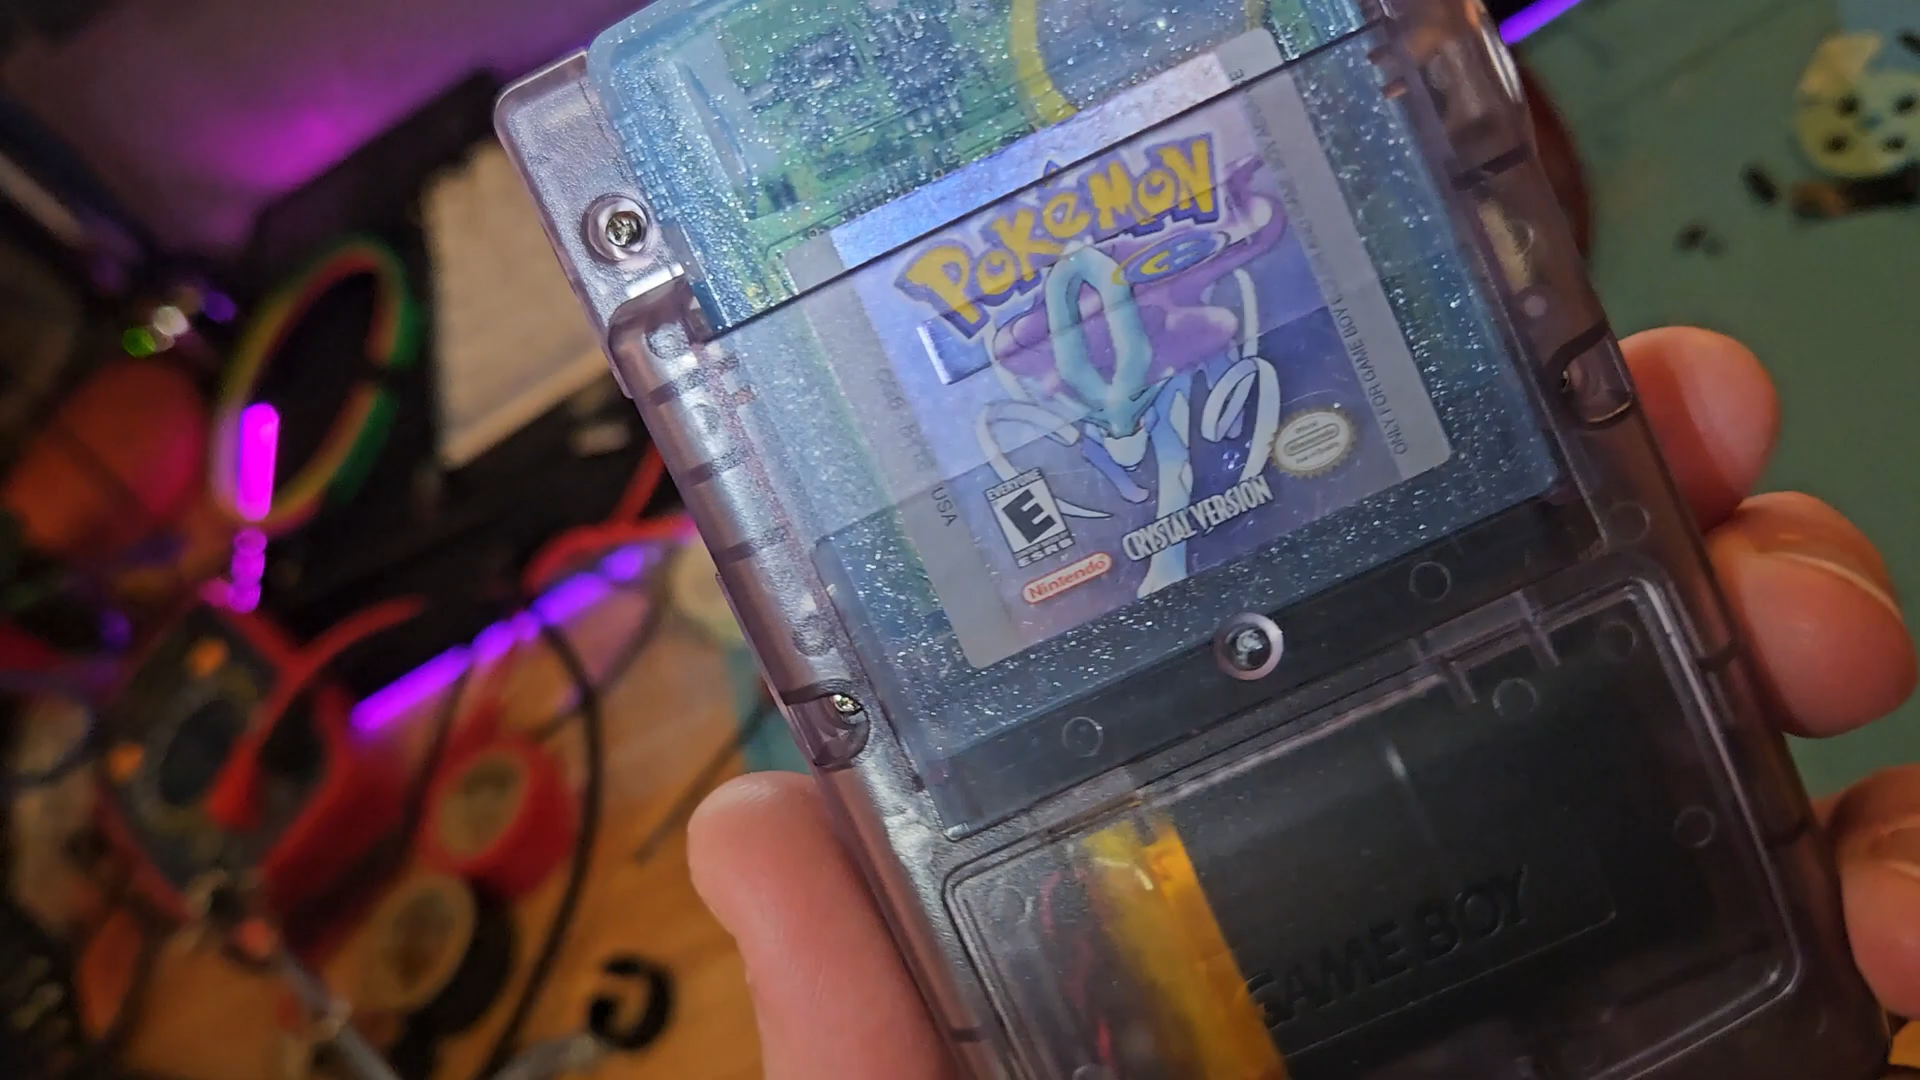 POKéMON
ONLY FOR GAME BOY
USA
EVERYONE
E
ESRB
CRYSTAL VERSION
Nintendo
GAME BOY